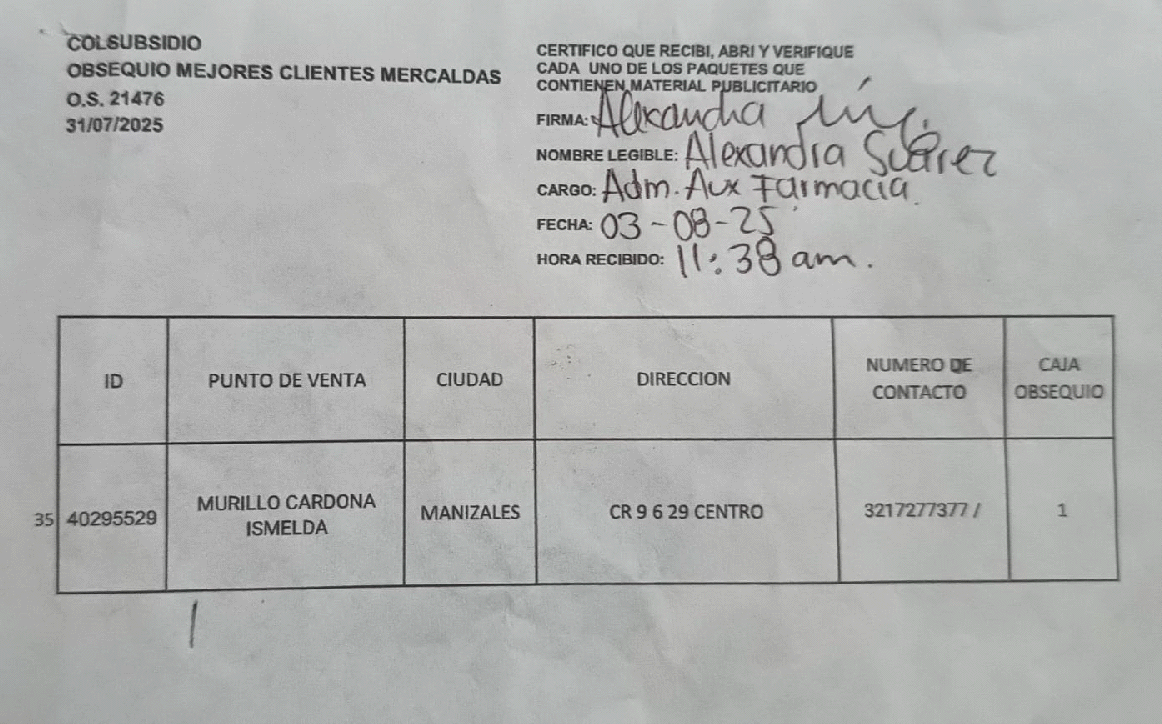 COLSUBSIDIO
OBSEQUIO MEJORES CLIENTES MERCALDAS
O.S. 21476
31/07/2025
CERTIFICO QUE RECIBI, ABRI Y VERIFIQUE
CADA UNO DE LOS PAQUETES QUE
CONTIENEN MATERIAL PUBLICITARIO
FIRMA: Alexandra
NOMBRE LEGIBLE: Alexandra Suárez
CARGO: Adm. Aux Farmacia
FECHA: 03-08-25
HORA RECIBIDO: 11:38 am.
ID PUNTO DE VENTA CIUDAD DIRECCION NUMERO DE CONTACTO CAJA OBSEQUIO
35 40295529 MURILLO CARDONA ISMELDA MANIZALES CR 9 6 29 CENTRO 3217277377 / 1